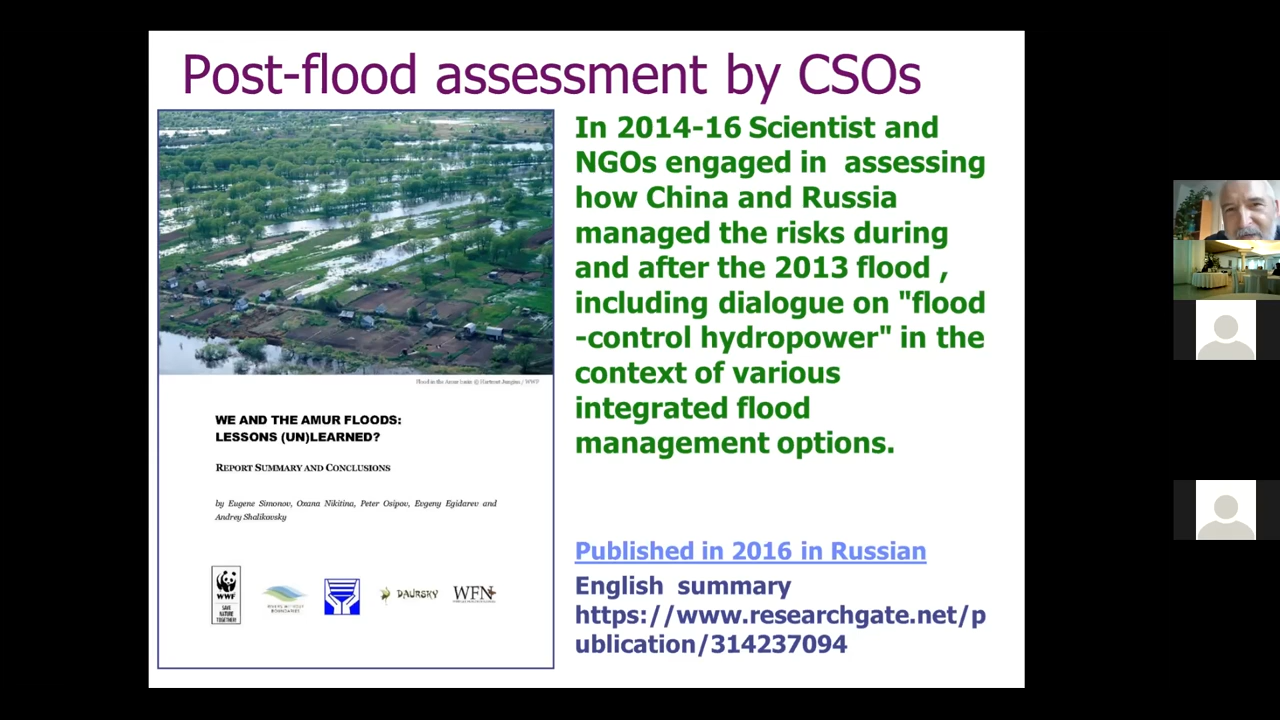 Post-flood assessment by CSOs
Flood in the Amur basin © Hartmut Jungius / WWF
WE AND THE AMUR FLOODS:
LESSONS (UN)LEARNED?
REPORT SUMMARY AND CONCLUSIONS
by Eugene Simonov, Oxana Nikitina, Peter Osipov, Evgeny Egidarev and
Andrey Shalikovsky
WWF
SAVE
NATURE
TOGETHER!
RIVERS WITHOUT
BOUNDARIES
DAURSKY
WFN
In 2014-16 Scientist and
NGOs engaged in  assessing
how China and Russia
managed the risks during
and after the 2013 flood ,
including dialogue on "flood
-control hydropower" in the
context of various
integrated flood
management options.
Published in 2016 in Russian
English  summary
https://www.researchgate.net/p
ublication/314237094